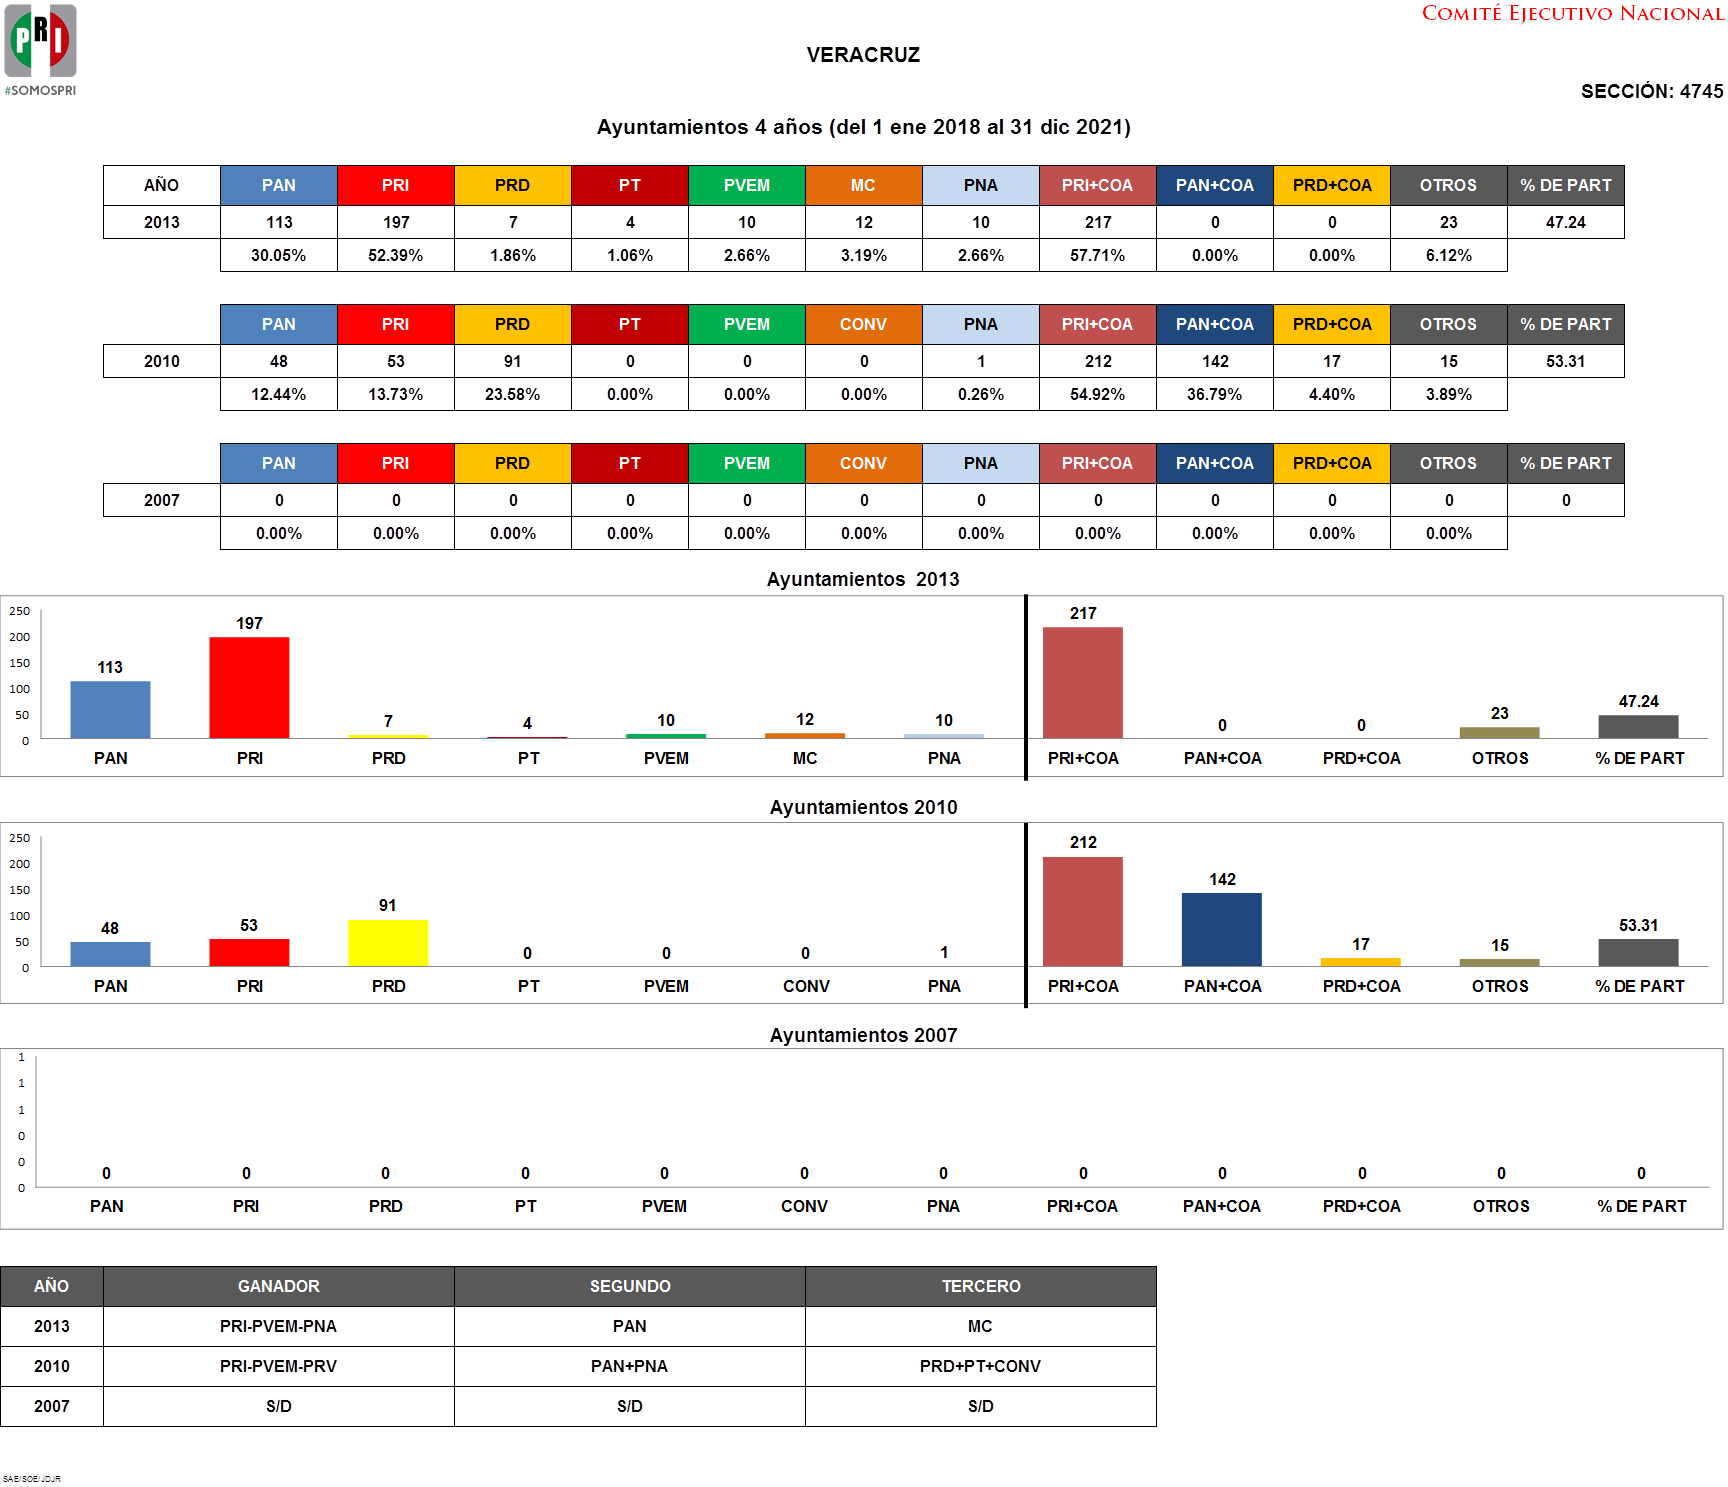 PRI
#SOMOSPRI
COMITÉ EJECUTIVO NACIONAL
VERACRUZ
SECCIÓN: 4745
Ayuntamientos 4 años (del 1 ene 2018 al 31 dic 2021)
AÑO PAN PRI PRD PT PVEM MC PNA PRI+COA PAN+COA PRD+COA OTROS % DE PART
2013 113 197 7 4 10 12 10 217 0 0 23 47.24
30.05% 52.39% 1.86% 1.06% 2.66% 3.19% 2.66% 57.71% 0.00% 0.00% 6.12%
PAN PRI PRD PT PVEM CONV PNA PRI+COA PAN+COA PRD+COA OTROS % DE PART
2010 48 53 91 0 0 0 1 212 142 17 15 53.31
12.44% 13.73% 23.58% 0.00% 0.00% 0.00% 0.26% 54.92% 36.79% 4.40% 3.89%
PAN PRI PRD PT PVEM CONV PNA PRI+COA PAN+COA PRD+COA OTROS % DE PART
2007 0 0 0 0 0 0 0 0 0 0 0 0
0.00% 0.00% 0.00% 0.00% 0.00% 0.00% 0.00% 0.00% 0.00% 0.00% 0.00%
Ayuntamientos 2013
250
200
150
100
50
0
113 197 7 4 10 12 10 217 0 0 23 47.24
PAN PRI PRD PT PVEM MC PNA PRI+COA PAN+COA PRD+COA OTROS % DE PART
Ayuntamientos 2010
250
200
150
100
50
0
48 53 91 0 0 0 1 212 142 17 15 53.31
PAN PRI PRD PT PVEM CONV PNA PRI+COA PAN+COA PRD+COA OTROS % DE PART
Ayuntamientos 2007
1
1
1
0
0
0
0 0 0 0 0 0 0 0 0 0 0 0
PAN PRI PRD PT PVEM CONV PNA PRI+COA PAN+COA PRD+COA OTROS % DE PART
AÑO GANADOR SEGUNDO TERCERO
2013 PRI-PVEM-PNA PAN MC
2010 PRI-PVEM-PRV PAN+PNA PRD+PT+CONV
2007 S/D S/D S/D
SAE/SOE/JDJR